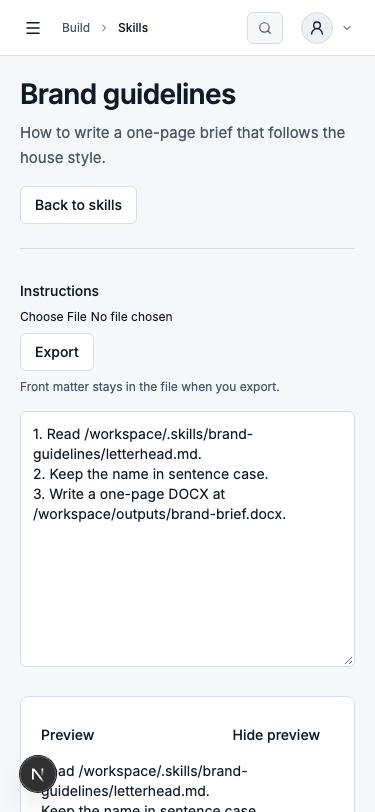 Build > Skills
Brand guidelines
How to write a one-page brief that follows the
house style.
Back to skills
Instructions
Choose File No file chosen
Export
Front matter stays in the file when you export.
1. Read /workspace/.skills/brand-
guidelines/letterhead.md.
2. Keep the name in sentence case.
3. Write a one-page DOCX at
/workspace/outputs/brand-brief.docx.
Preview Hide preview
ad /workspace/.skills/brand-
guidelines/letterhead.md.
Keep the name in sentence case.
N